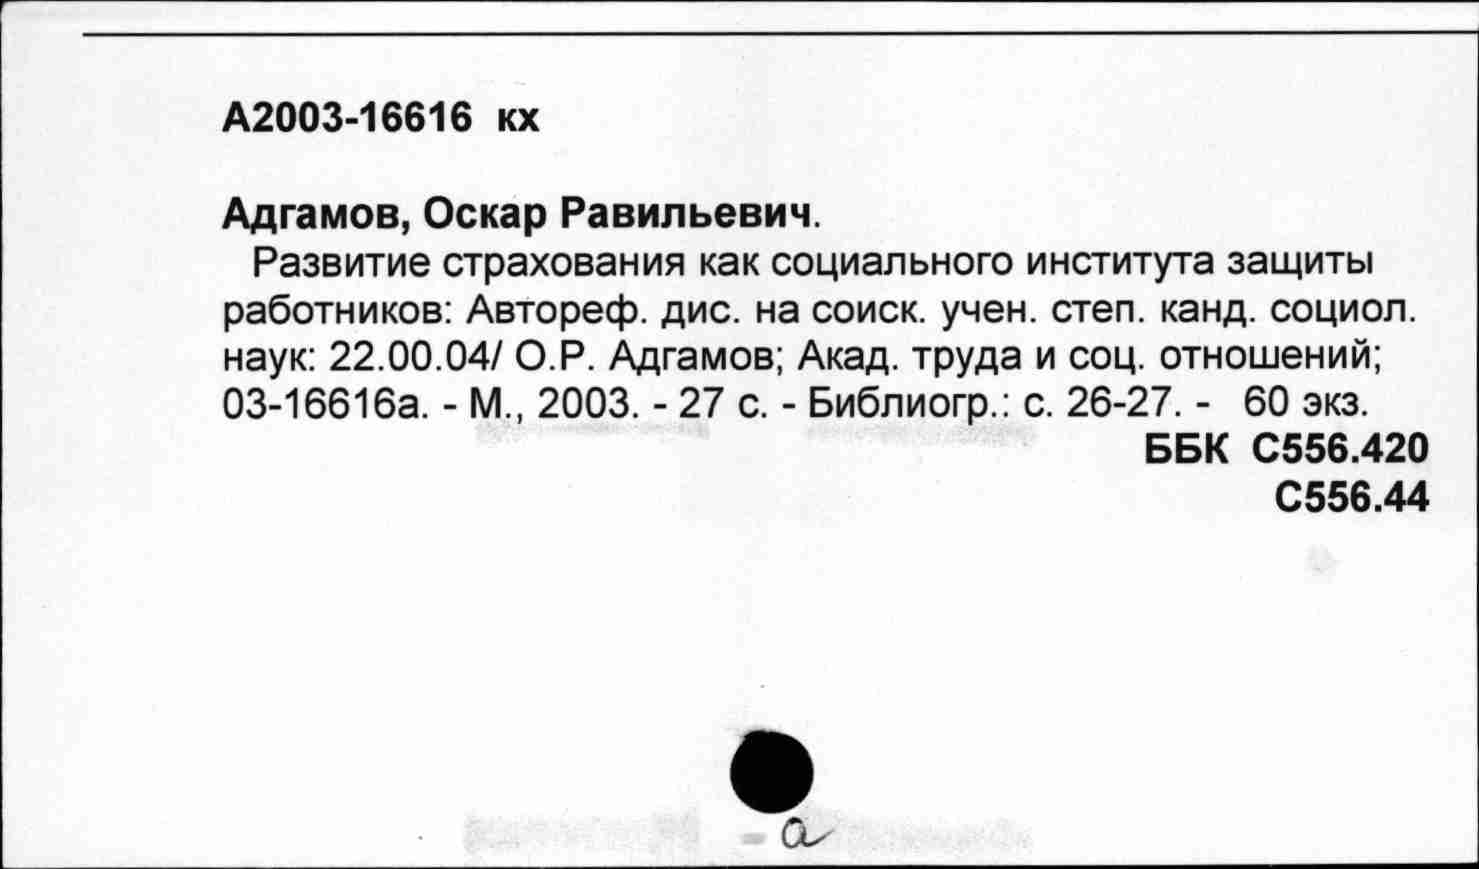 А2003-16616 кх
Адгамов, Оскар Равильевич.
Развитие страхования как социального института защиты
работников: Автореф. дис. на соиск. учен. степ. канд. социол.
наук: 22.00.04/ О.Р. Адгамов; Акад. труда и соц. отношений;
03-16616а. - М., 2003. - 27 с. - Библиогр.: с. 26-27. - 60 экз.
ББК С556.420
С556.44
а